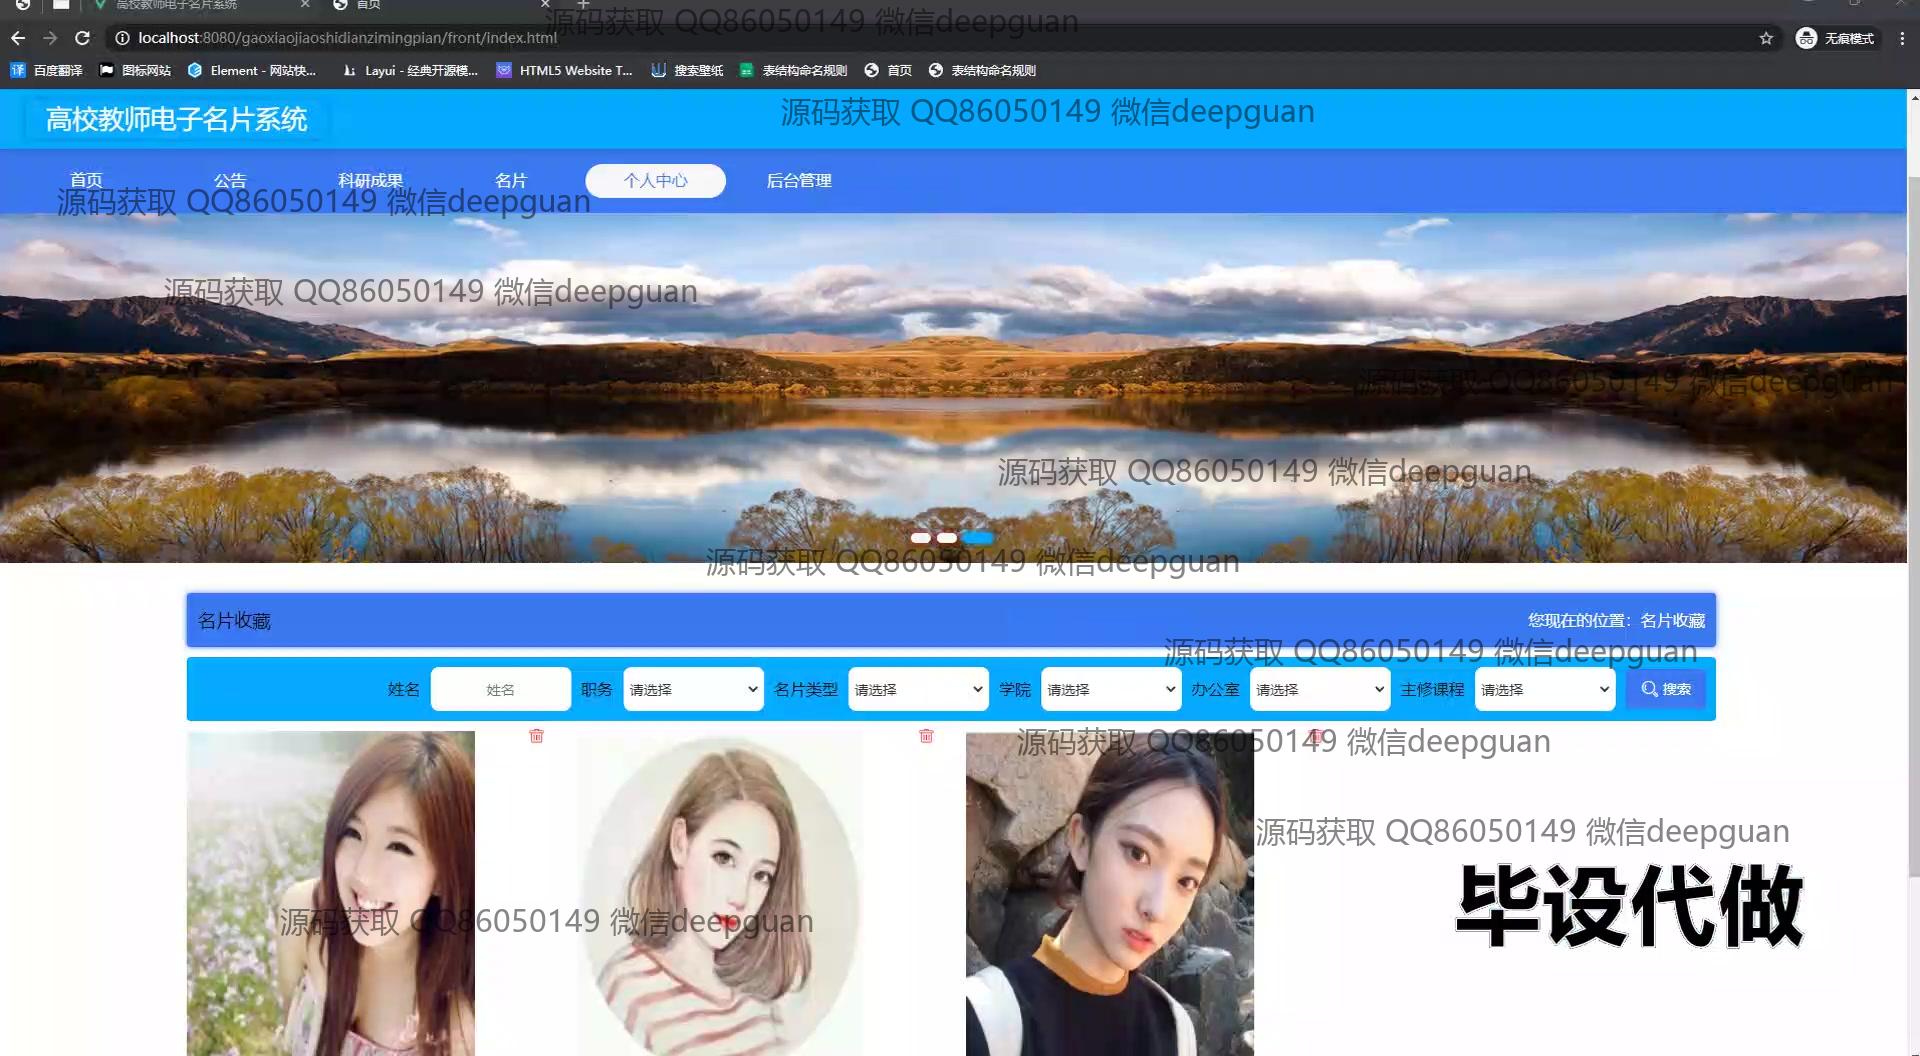 高校教师电子名片系统
首页
源码获取 QQ86050149 微信deepguan
localhost:8080/gaoxiaojiaoshidianzimingpian/front/index.html
无痕模式
百度翻译 图标网站 Element - 网站快... Layui - 经典开源模... HTML5 Website T... 搜索壁纸 表结构命名规则 首页 表结构命名规则
高校教师电子名片系统
源码获取 QQ86050149 微信deepguan
首页 公告 科研成果 名片 个人中心 后台管理
源码获取 QQ86050149 微信deepguan
源码获取 QQ86050149 微信deepguan
源码获取 QQ86050149 微信deepguan
源码获取 QQ86050149 微信deepguan
源码获取 QQ86050149 微信deepguan
名片收藏 您现在的位置：名片收藏
源码获取 QQ86050149 微信deepguan
姓名 姓名 职务 请选择 名片类型 请选择 学院 请选择 办公室 请选择 主修课程 请选择 搜索
源码获取 QQ86050149 微信deepguan
源码获取 QQ86050149 微信deepguan
毕设代做
源码获取 QQ86050149 微信deepguan